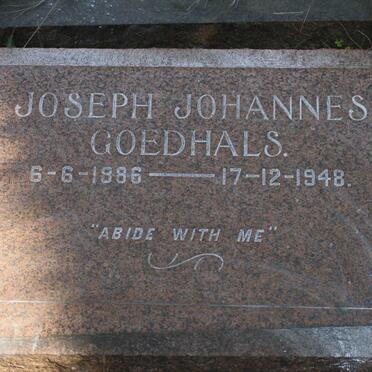 JOSEPH JOHANNES
GOEDHALS.
6-6-1886 — 17-12-1948.
"ABIDE WITH ME"